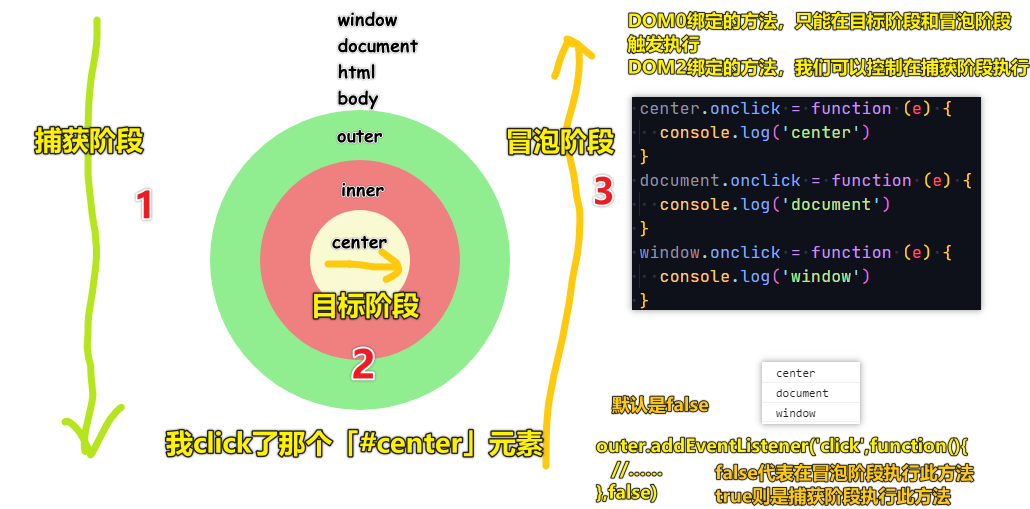 window
document
html
body
outer
inner
center
目标阶段
2
捕获阶段
1
冒泡阶段
3
我click了那个「#center」元素
DOM0绑定的方法，只能在目标阶段和冒泡阶段
触发执行
DOM2绑定的方法，我们可以控制在捕获阶段执行
center.onclick = function (e) {
  console.log('center')
}
document.onclick = function (e) {
  console.log('document')
}
window.onclick = function (e) {
  console.log('window')
}
center
document
window
默认是false
outer.addEventListener('click',function(){
  //......
},false)
false代表在冒泡阶段执行此方法
true则是捕获阶段执行此方法